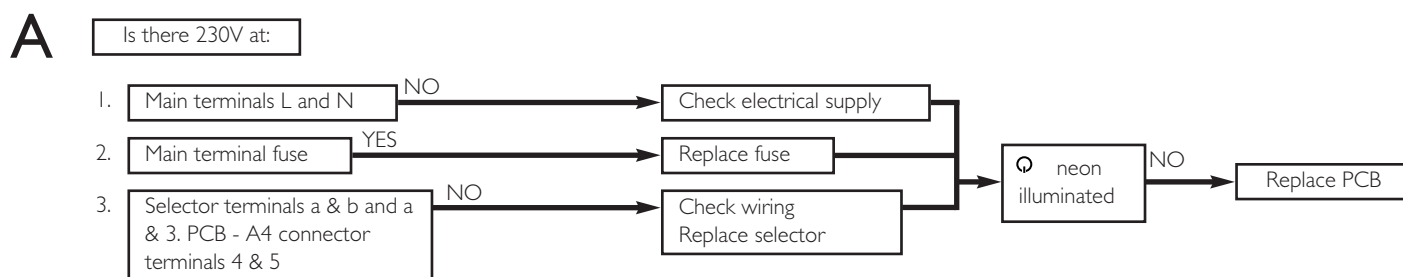 A
Is there 230V at:
1. Main terminals L and N
NO
Check electrical supply
2. Main terminal fuse
YES
Replace fuse
neon
illuminated
NO
Replace PCB
3. Selector terminals a & b and a
& 3. PCB - A4 connector
terminals 4 & 5
NO
Check wiring
Replace selector